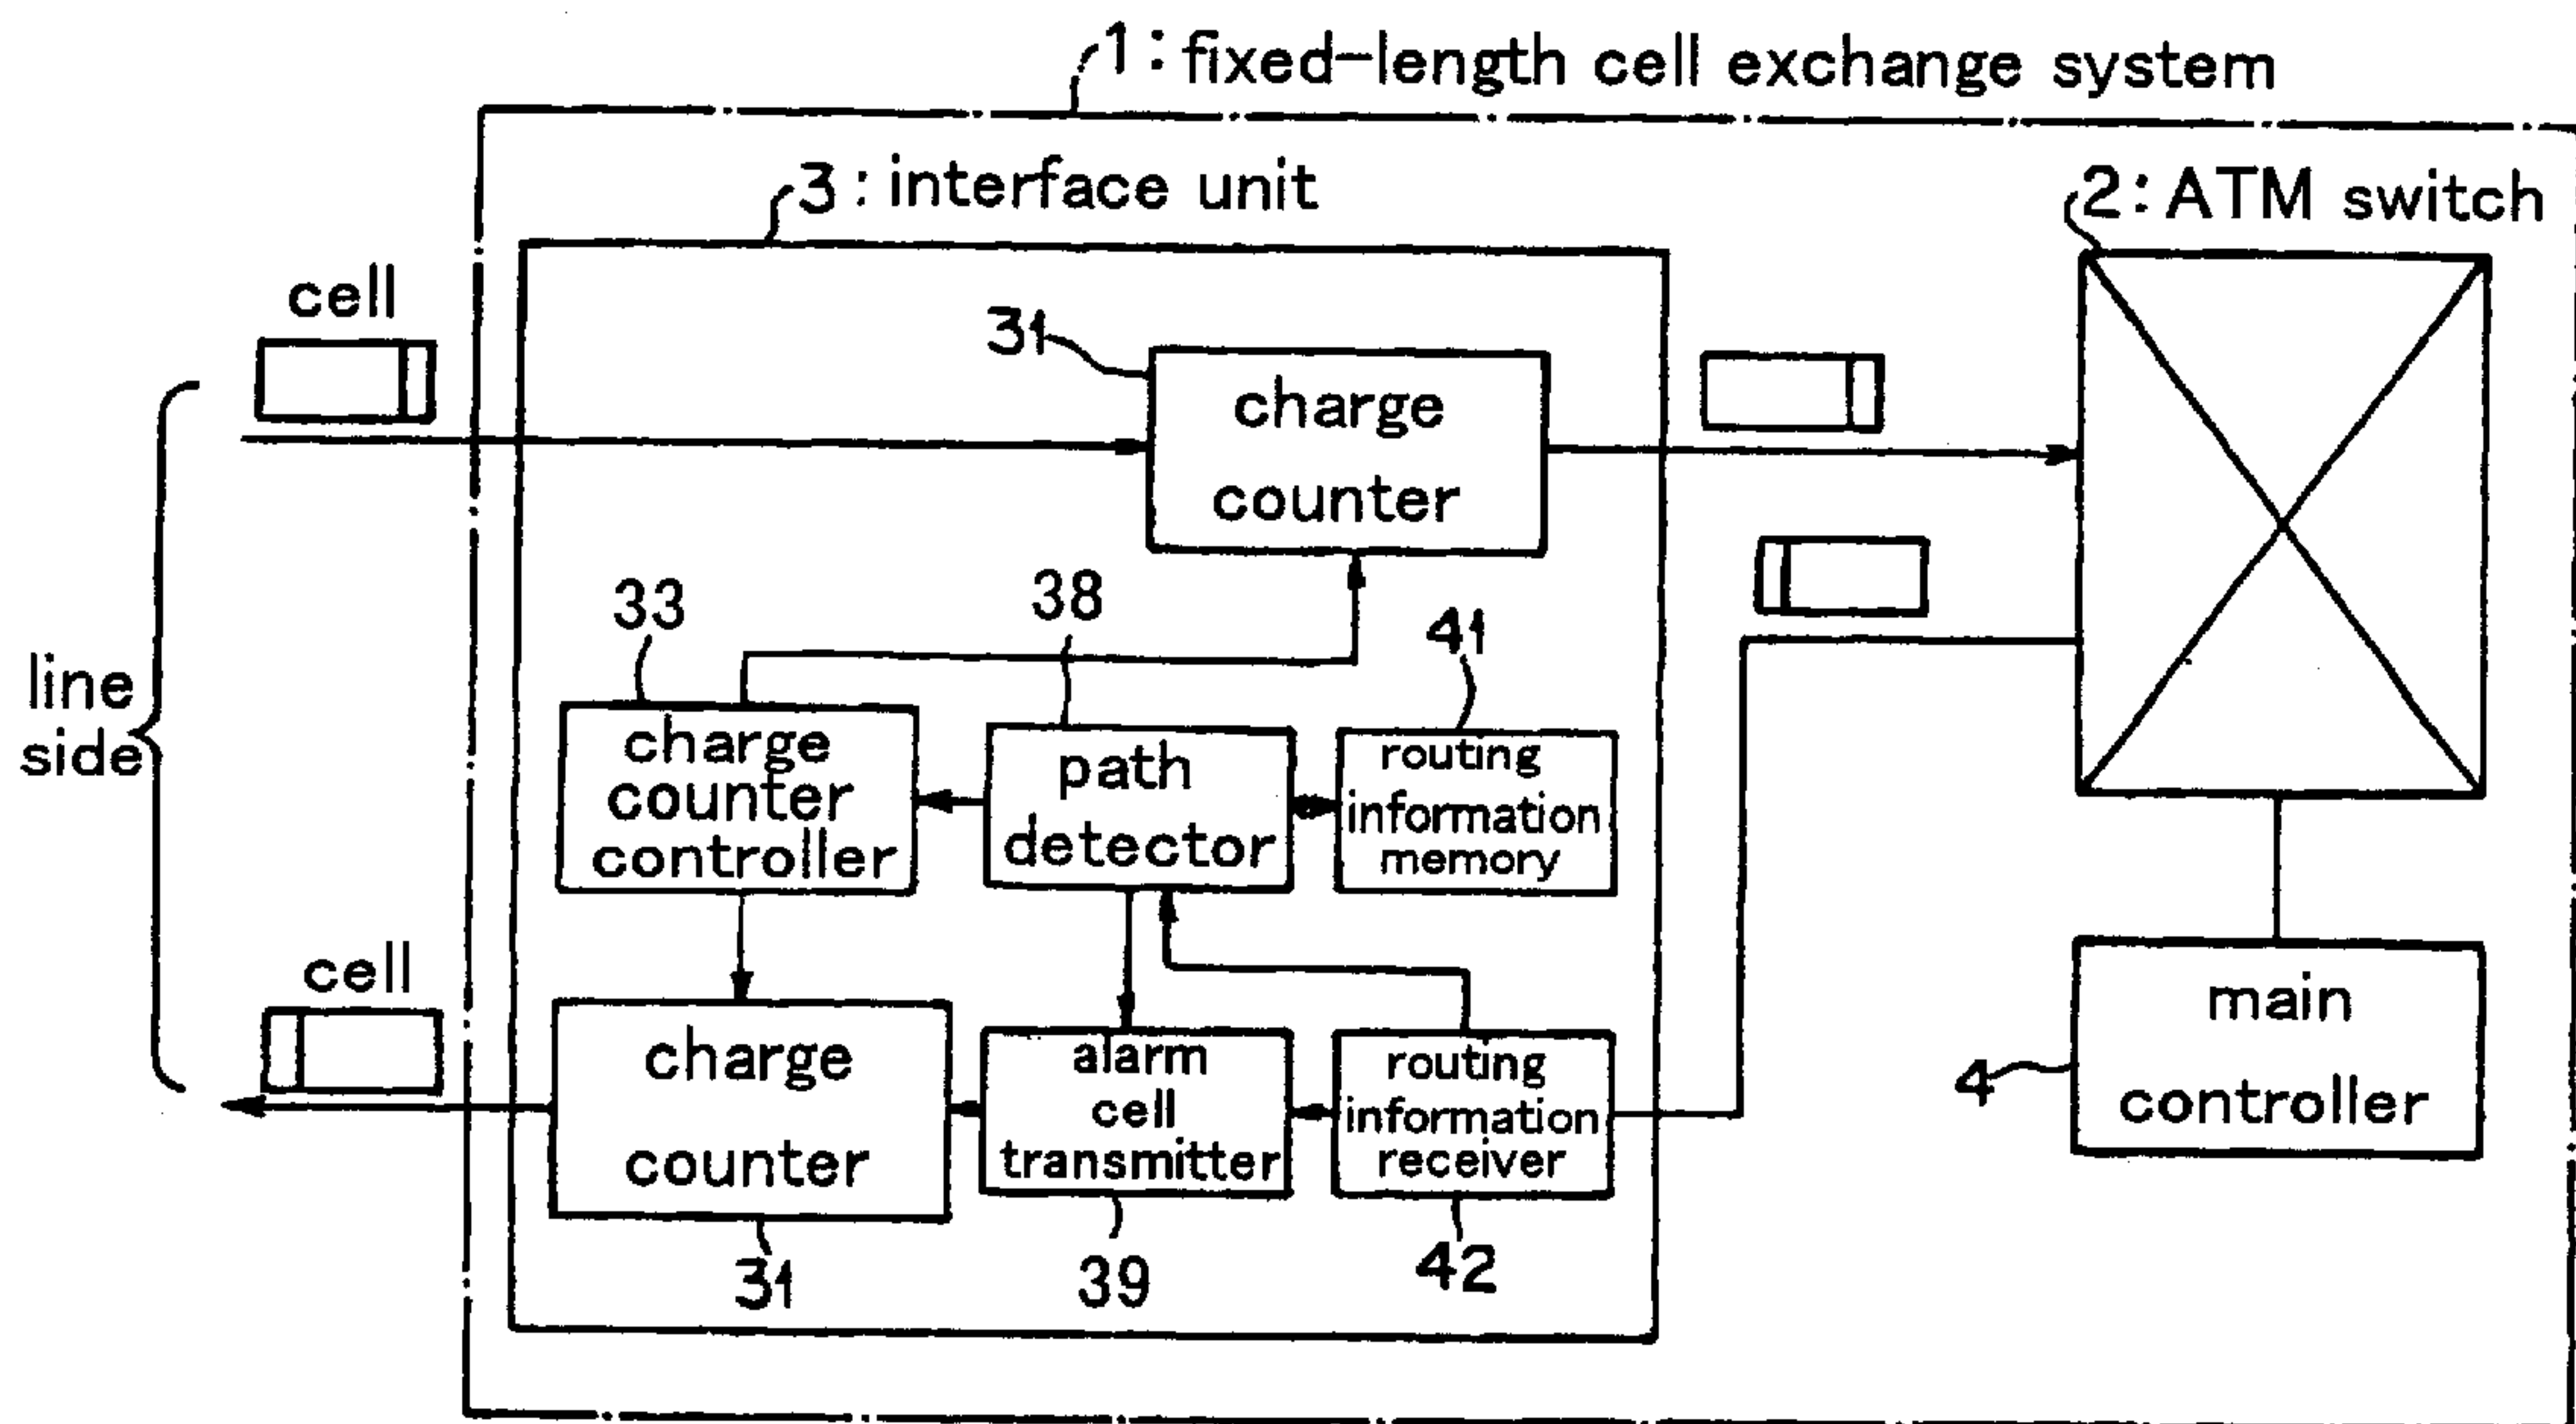 1: fixed-length cell exchange system
3: interface unit
2: ATM switch
cell
31
charge
counter
33
38
41
line
side
charge
counter
controller
path
detector
routing
information
memory
cell
charge
counter
alarm
cell
transmitter
routing
information
receiver
main
controller
4
31
39
42